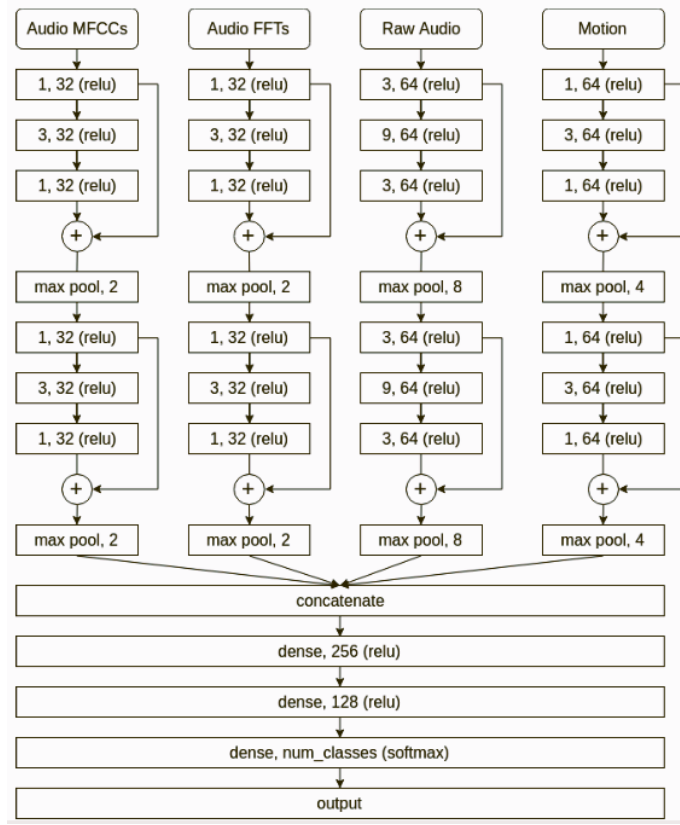 Audio MFCCs Audio FFTs Raw Audio Motion
1, 32 (relu) 1, 32 (relu) 3, 64 (relu) 1, 64 (relu)
3, 32 (relu) 3, 32 (relu) 9, 64 (relu) 3, 64 (relu)
1, 32 (relu) 1, 32 (relu) 3, 64 (relu) 1, 64 (relu)
+ + + +
max pool, 2 max pool, 2 max pool, 8 max pool, 4
1, 32 (relu) 1, 32 (relu) 3, 64 (relu) 1, 64 (relu)
3, 32 (relu) 3, 32 (relu) 9, 64 (relu) 3, 64 (relu)
1, 32 (relu) 1, 32 (relu) 3, 64 (relu) 1, 64 (relu)
+ + + +
max pool, 2 max pool, 2 max pool, 8 max pool, 4
concatenate
dense, 256 (relu)
dense, 128 (relu)
dense, num_classes (softmax)
output